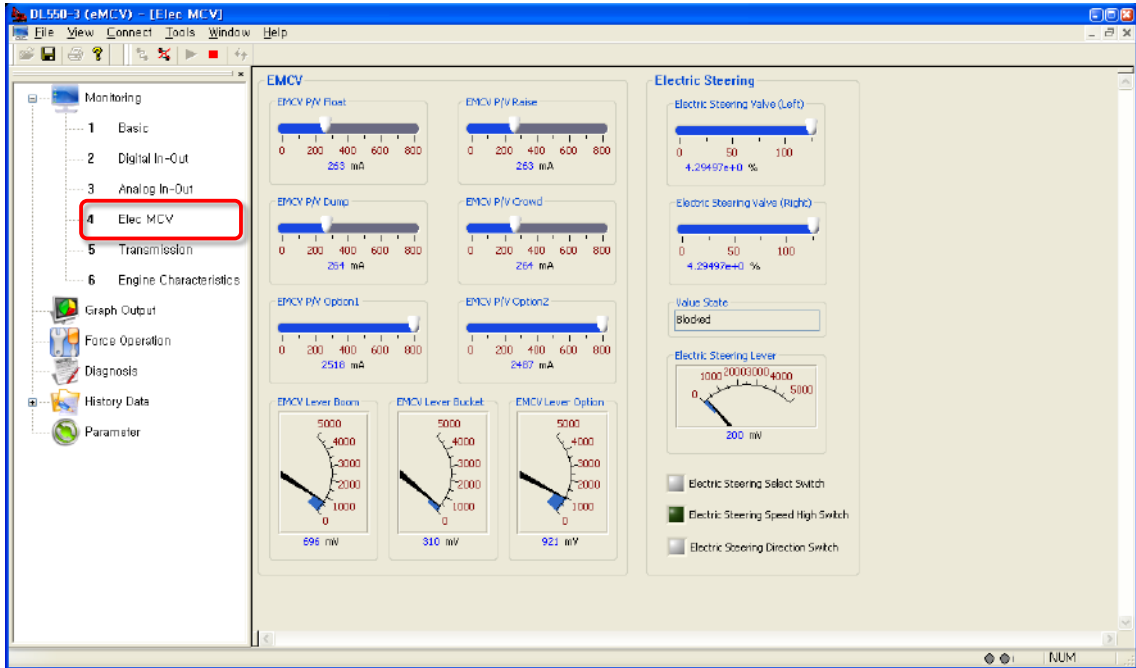 DL550-3 (eMCV) - [Elec MCV]
File View Connect Tools Window Help
Monitoring
1 Basic
2 Digital In-Out
3 Analog In-Out
4 Elec MCV
5 Transmission
6 Engine Characteristics
Graph Output
Force Operation
Diagnosis
History Data
Parameter
EMCV
EMCV P/V Float
0 200 400 600 800
263 mA
EMCV P/V Raise
0 200 400 600 800
263 mA
EMCV P/V Dump
0 200 400 600 800
264 mA
EMCV P/V Crowd
0 200 400 600 800
264 mA
EMCV P/V Option1
0 200 400 600 800
2518 mA
EMCV P/V Option2
0 200 400 600 800
2487 mA
EMCV Lever Boom
5000
4000
3000
2000
1000
0
696 mV
EMCV Lever Bucket
5000
4000
3000
2000
1000
0
310 mV
EMCV Lever Option
5000
4000
3000
2000
1000
0
921 mV
Electric Steering
Electric Steering Valve (Left)
0 50 100
4.29497e+0 %
Electric Steering Valve (Right)
0 50 100
4.29497e+0 %
Value State
Blocked
Electric Steering Lever
0 1000 2000 3000 4000 5000
200 mV
Electric Steering Select Switch
Electric Steering Speed High Switch
Electric Steering Direction Switch
NUM